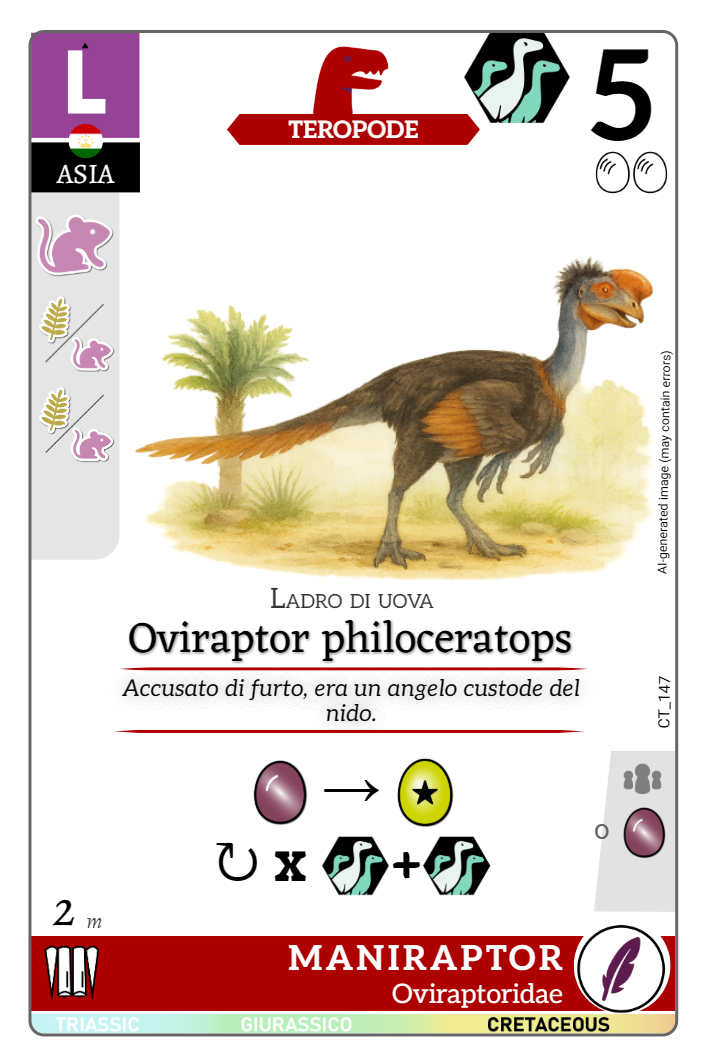 L
TEROPODE
5
ASIA
AI-generated image (may contain errors)
LADRO DI UOVA
Oviraptor philoceratops
Accusato di furto, era un angelo custode del
nido.
CT_147
O
x +
2 m
MANIRAPTOR
Oviraptoridae
TRIASSIC GIURASSICO CRETACEOUS